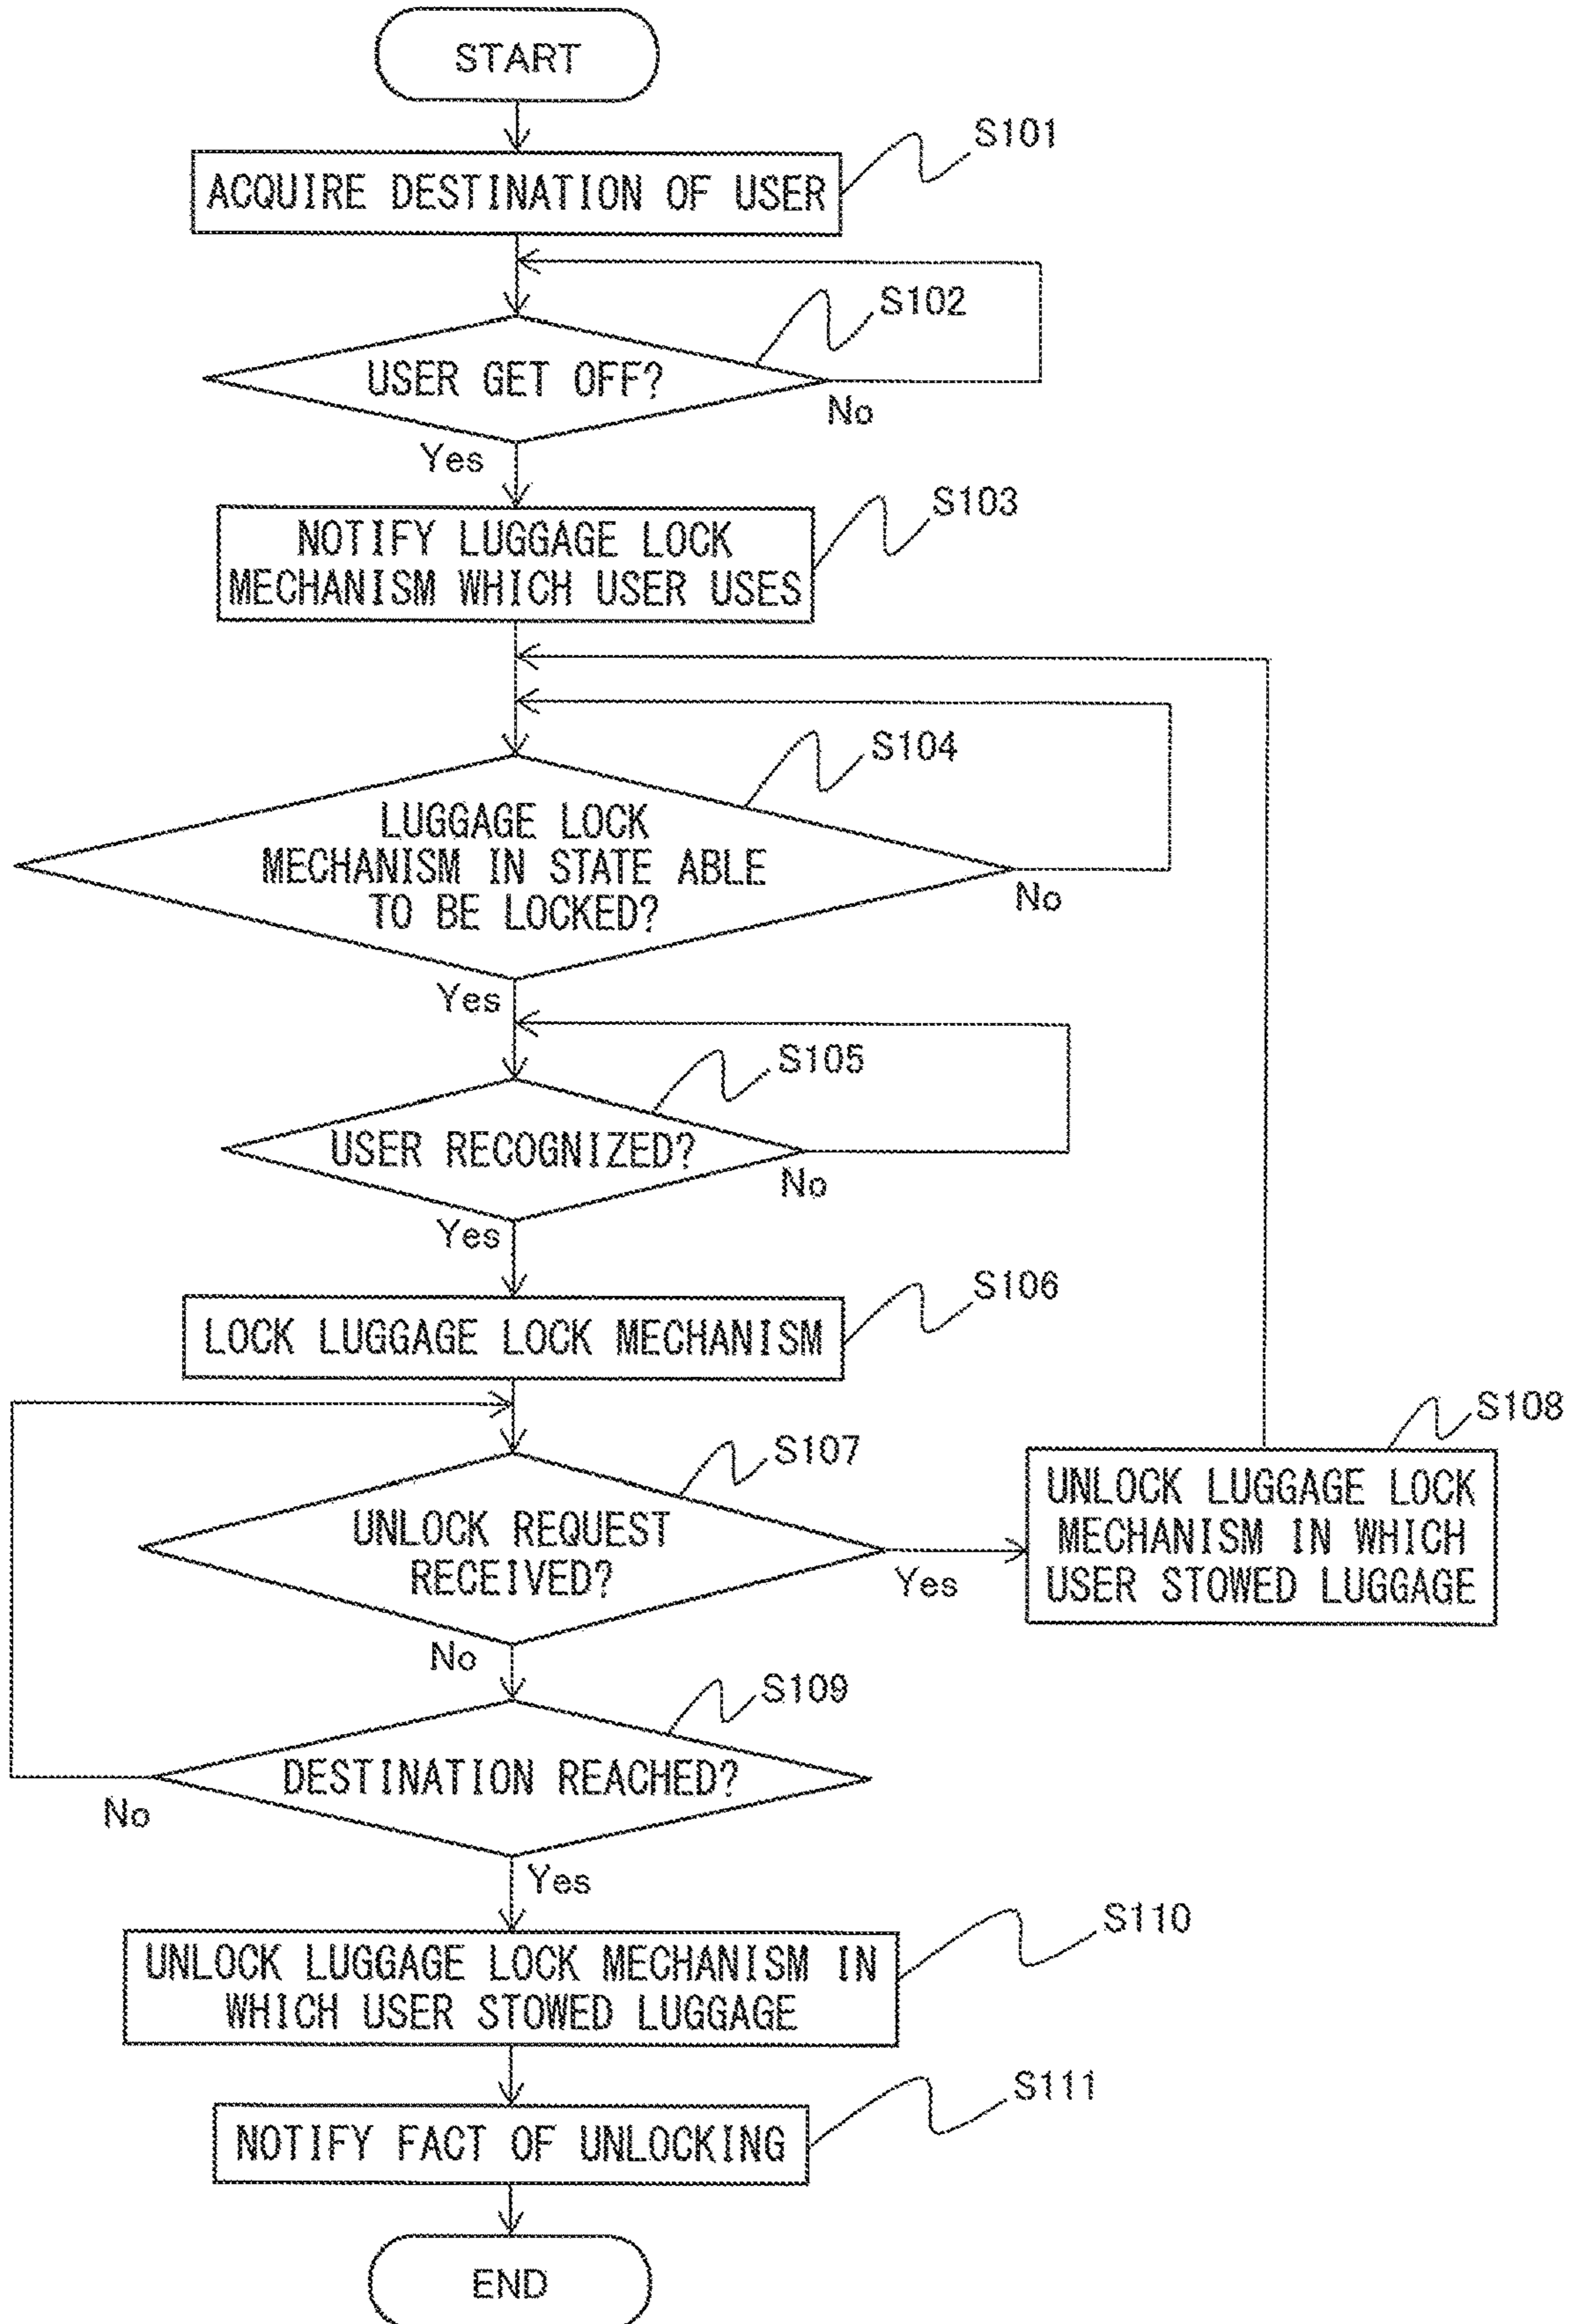 START
S101
ACQUIRE DESTINATION OF USER
S102
USER GET OFF?
No
Yes
S103
NOTIFY LUGGAGE LOCK
MECHANISM WHICH USER USES
S104
LUGGAGE LOCK
MECHANISM IN STATE ABLE
TO BE LOCKED?
No
Yes
S105
USER RECOGNIZED?
No
Yes
S106
LOCK LUGGAGE LOCK MECHANISM
S107
UNLOCK REQUEST
RECEIVED?
Yes
No
S108
UNLOCK LUGGAGE LOCK
MECHANISM IN WHICH
USER STOWED LUGGAGE
S109
DESTINATION REACHED?
No
Yes
S110
UNLOCK LUGGAGE LOCK MECHANISM IN
WHICH USER STOWED LUGGAGE
S111
NOTIFY FACT OF UNLOCKING
END